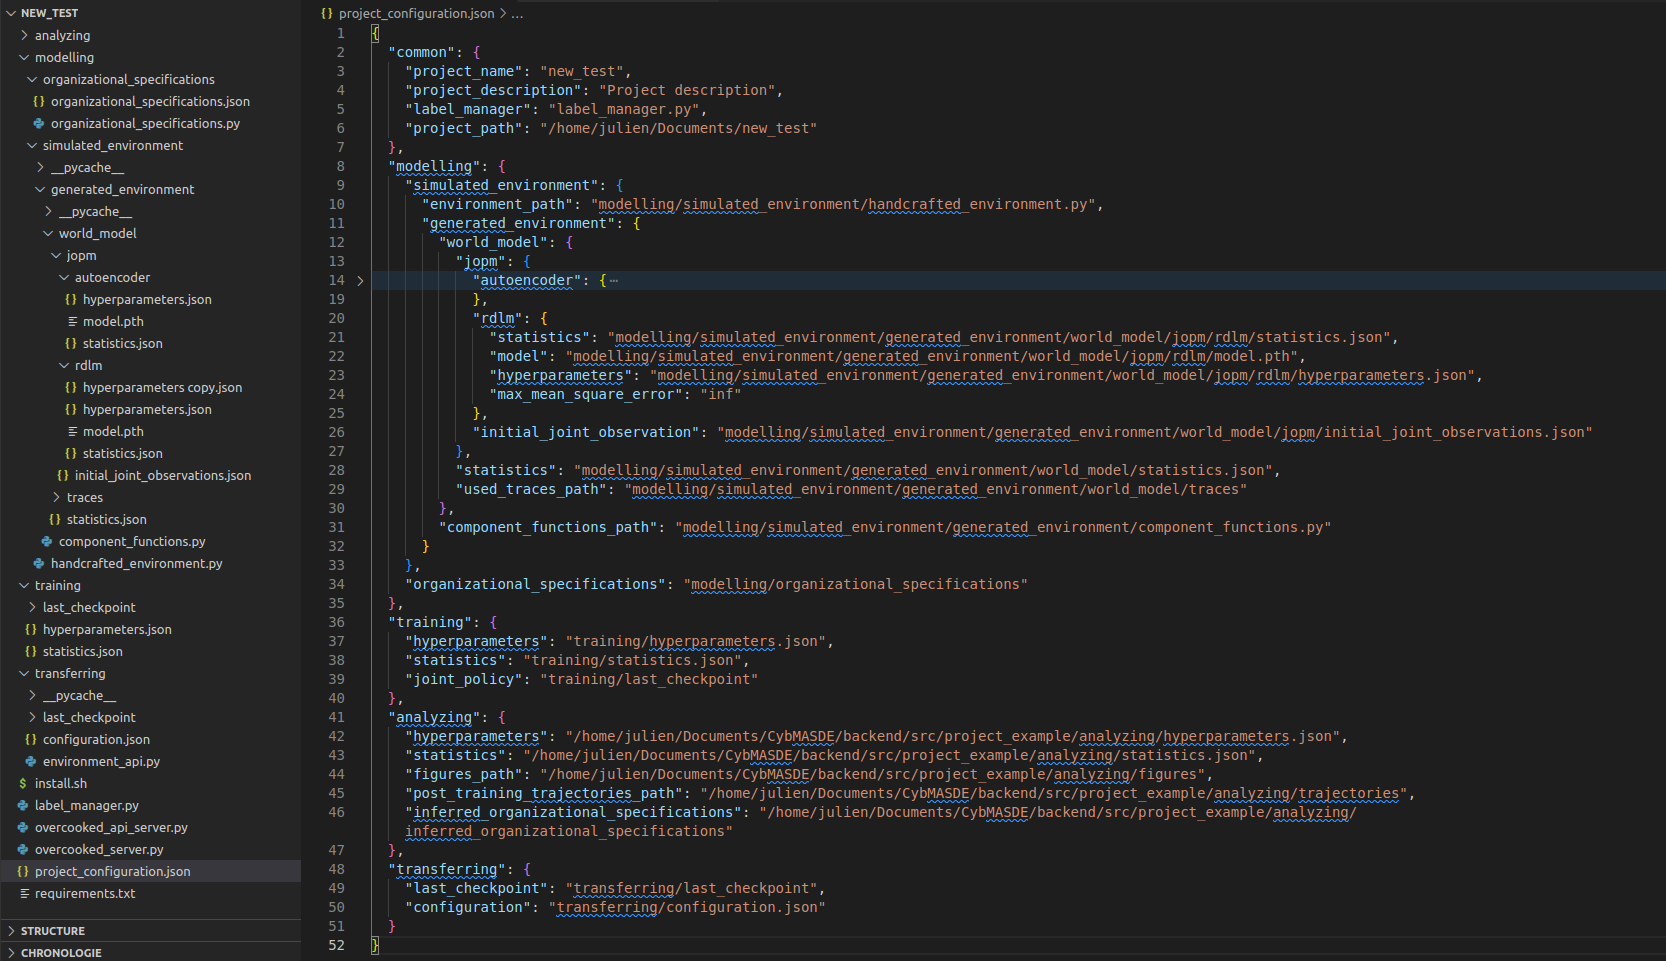 NEW_TEST
analyzing
modelling
organizational_specifications
organizational_specifications.json
organizational_specifications.py
simulated_environment
__pycache__
generated_environment
__pycache__
world_model
jopm
autoencoder
hyperparameters.json
model.pth
statistics.json
rdlm
hyperparameters copy.json
hyperparameters.json
model.pth
statistics.json
initial_joint_observations.json
traces
statistics.json
component_functions.py
handcrafted_environment.py
training
last_checkpoint
hyperparameters.json
statistics.json
transferring
__pycache__
last_checkpoint
configuration.json
environment_api.py
install.sh
label_manager.py
overcooked_api_server.py
overcooked_server.py
project_configuration.json
requirements.txt
STRUCTURE
CHRONOLOGIE
{} project_configuration.json > ...
1 {
2 "common": {
3 "project_name": "new_test",
4 "project_description": "Project description",
5 "label_manager": "label_manager.py",
6 "project_path": "/home/julien/Documents/new_test"
7 },
8 "modelling": {
9 "simulated_environment": {
10 "environment_path": "modelling/simulated_environment/handcrafted_environment.py",
11 "generated_environment": {
12 "world_model": {
13 "jopm": {
14 "autoencoder": {…
19 },
20 "rdlm": {
21 "statistics": "modelling/simulated_environment/generated_environment/world_model/jopm/rdlm/statistics.json",
22 "model": "modelling/simulated_environment/generated_environment/world_model/jopm/rdlm/model.pth",
23 "hyperparameters": "modelling/simulated_environment/generated_environment/world_model/jopm/rdlm/hyperparameters.json",
24 "max_mean_square_error": "inf"
25 },
26 "initial_joint_observation": "modelling/simulated_environment/generated_environment/world_model/jopm/initial_joint_observations.json"
27 },
28 "statistics": "modelling/simulated_environment/generated_environment/world_model/statistics.json",
29 "used_traces_path": "modelling/simulated_environment/generated_environment/world_model/traces"
30 },
31 "component_functions_path": "modelling/simulated_environment/generated_environment/component_functions.py"
32 }
33 },
34 "organizational_specifications": "modelling/organizational_specifications"
35 },
36 "training": {
37 "hyperparameters": "training/hyperparameters.json",
38 "statistics": "training/statistics.json",
39 "joint_policy": "training/last_checkpoint"
40 },
41 "analyzing": {
42 "hyperparameters": "/home/julien/Documents/CybMASDE/backend/src/project_example/analyzing/hyperparameters.json",
43 "statistics": "/home/julien/Documents/CybMASDE/backend/src/project_example/analyzing/statistics.json",
44 "figures_path": "/home/julien/Documents/CybMASDE/backend/src/project_example/analyzing/figures",
45 "post_training_trajectories_path": "/home/julien/Documents/CybMASDE/backend/src/project_example/analyzing/trajectories",
46 "inferred_organizational_specifications": "/home/julien/Documents/CybMASDE/backend/src/project_example/analyzing/
inferred_organizational_specifications"
47 },
48 "transferring": {
49 "last_checkpoint": "transferring/last_checkpoint",
50 "configuration": "transferring/configuration.json"
51 }
52 }